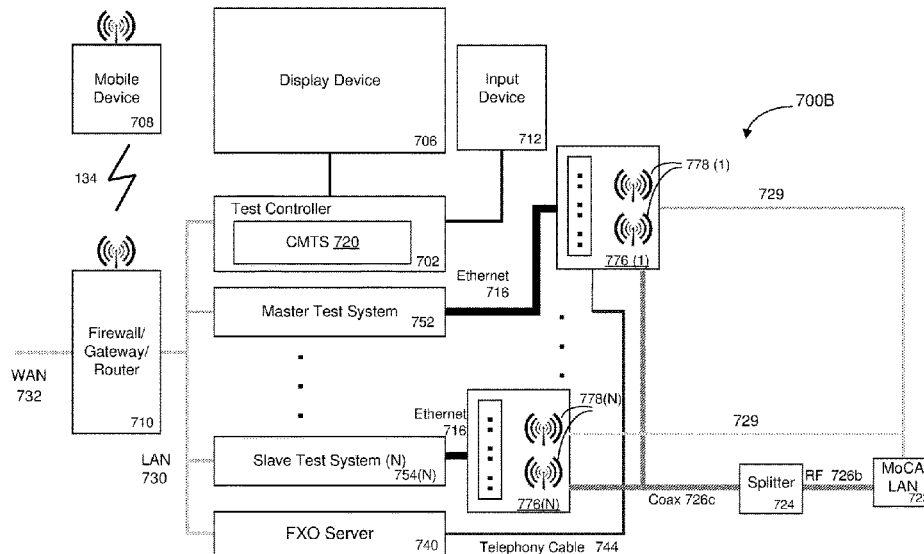 Mobile
Device
708
134
Display Device
706
Input
Device
712
700B
778 (1)
729
776 (1)
Test Controller
CMTS 720
702
Ethernet
716
Master Test System
752
Firewall/
Gateway/
Router
710
WAN
732
LAN
730
Ethernet
716
778(N)
729
776(N)
Slave Test System (N)
754(N)
Coax 726c
Splitter
724
RF 726b
MoCA
LAN
FXO Server
740
Telephony Cable 744